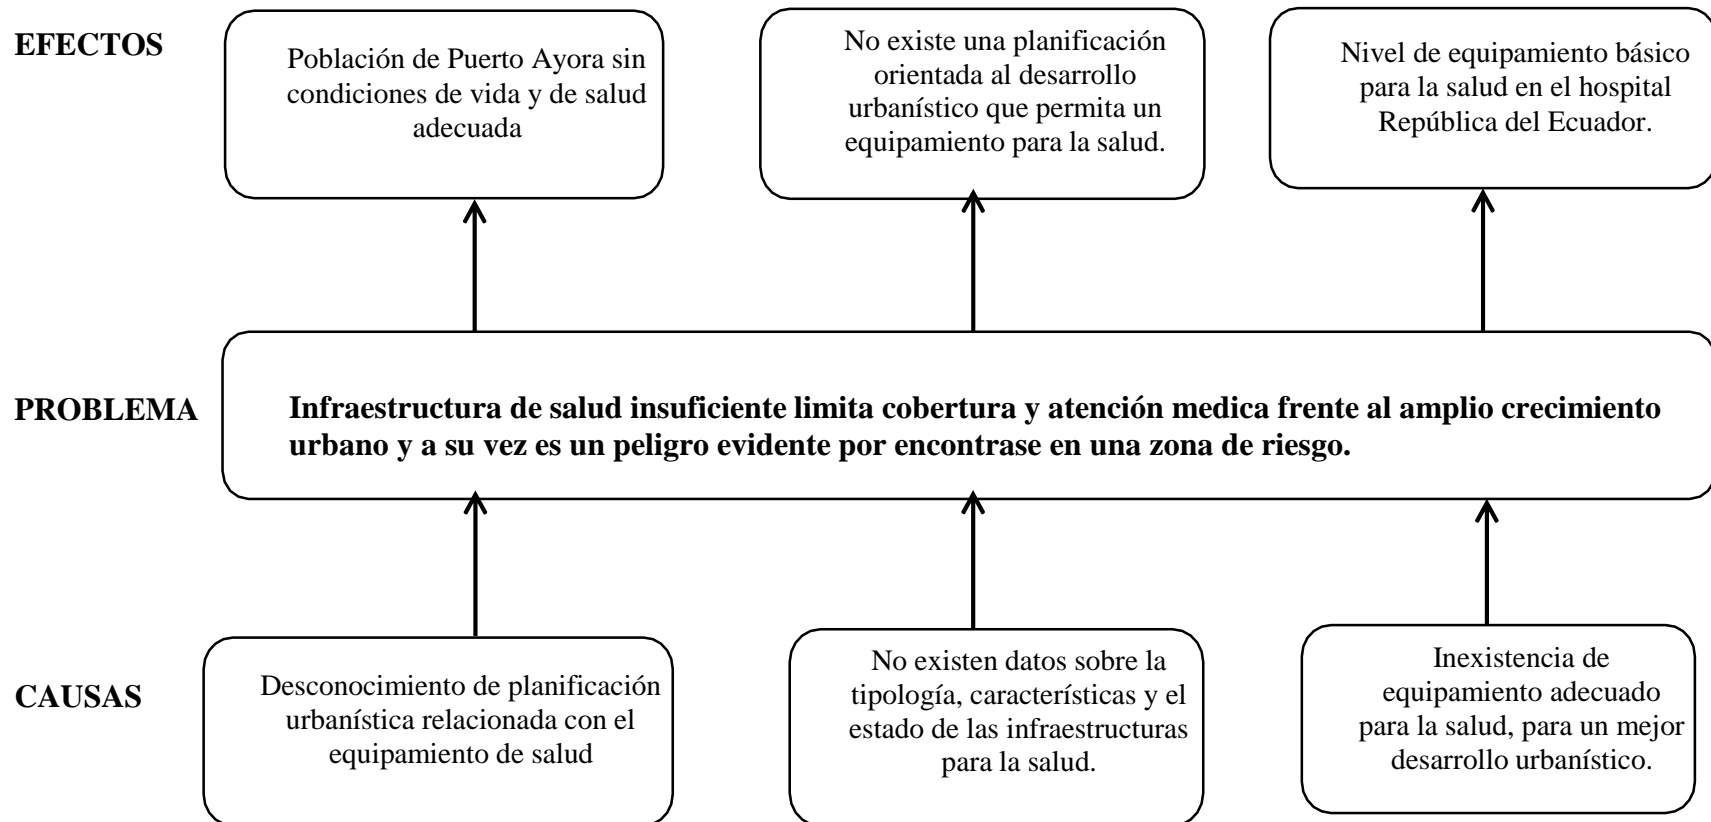 EFECTOS
Población de Puerto Ayora sin
condiciones de vida y de salud
adecuada
No existe una planificación
orientada al desarrollo
urbanístico que permita un
equipamiento para la salud.
Nivel de equipamiento básico
para la salud en el hospital
República del Ecuador.
PROBLEMA
Infraestructura de salud insuficiente limita cobertura y atención medica frente al amplio crecimiento
urbano y a su vez es un peligro evidente por encontrase en una zona de riesgo.
CAUSAS
Desconocimiento de planificación
urbanística relacionada con el
equipamiento de salud
No existen datos sobre la
tipología, características y el
estado de las infraestructuras
para la salud.
Inexistencia de
equipamiento adecuado
para la salud, para un mejor
desarrollo urbanístico.